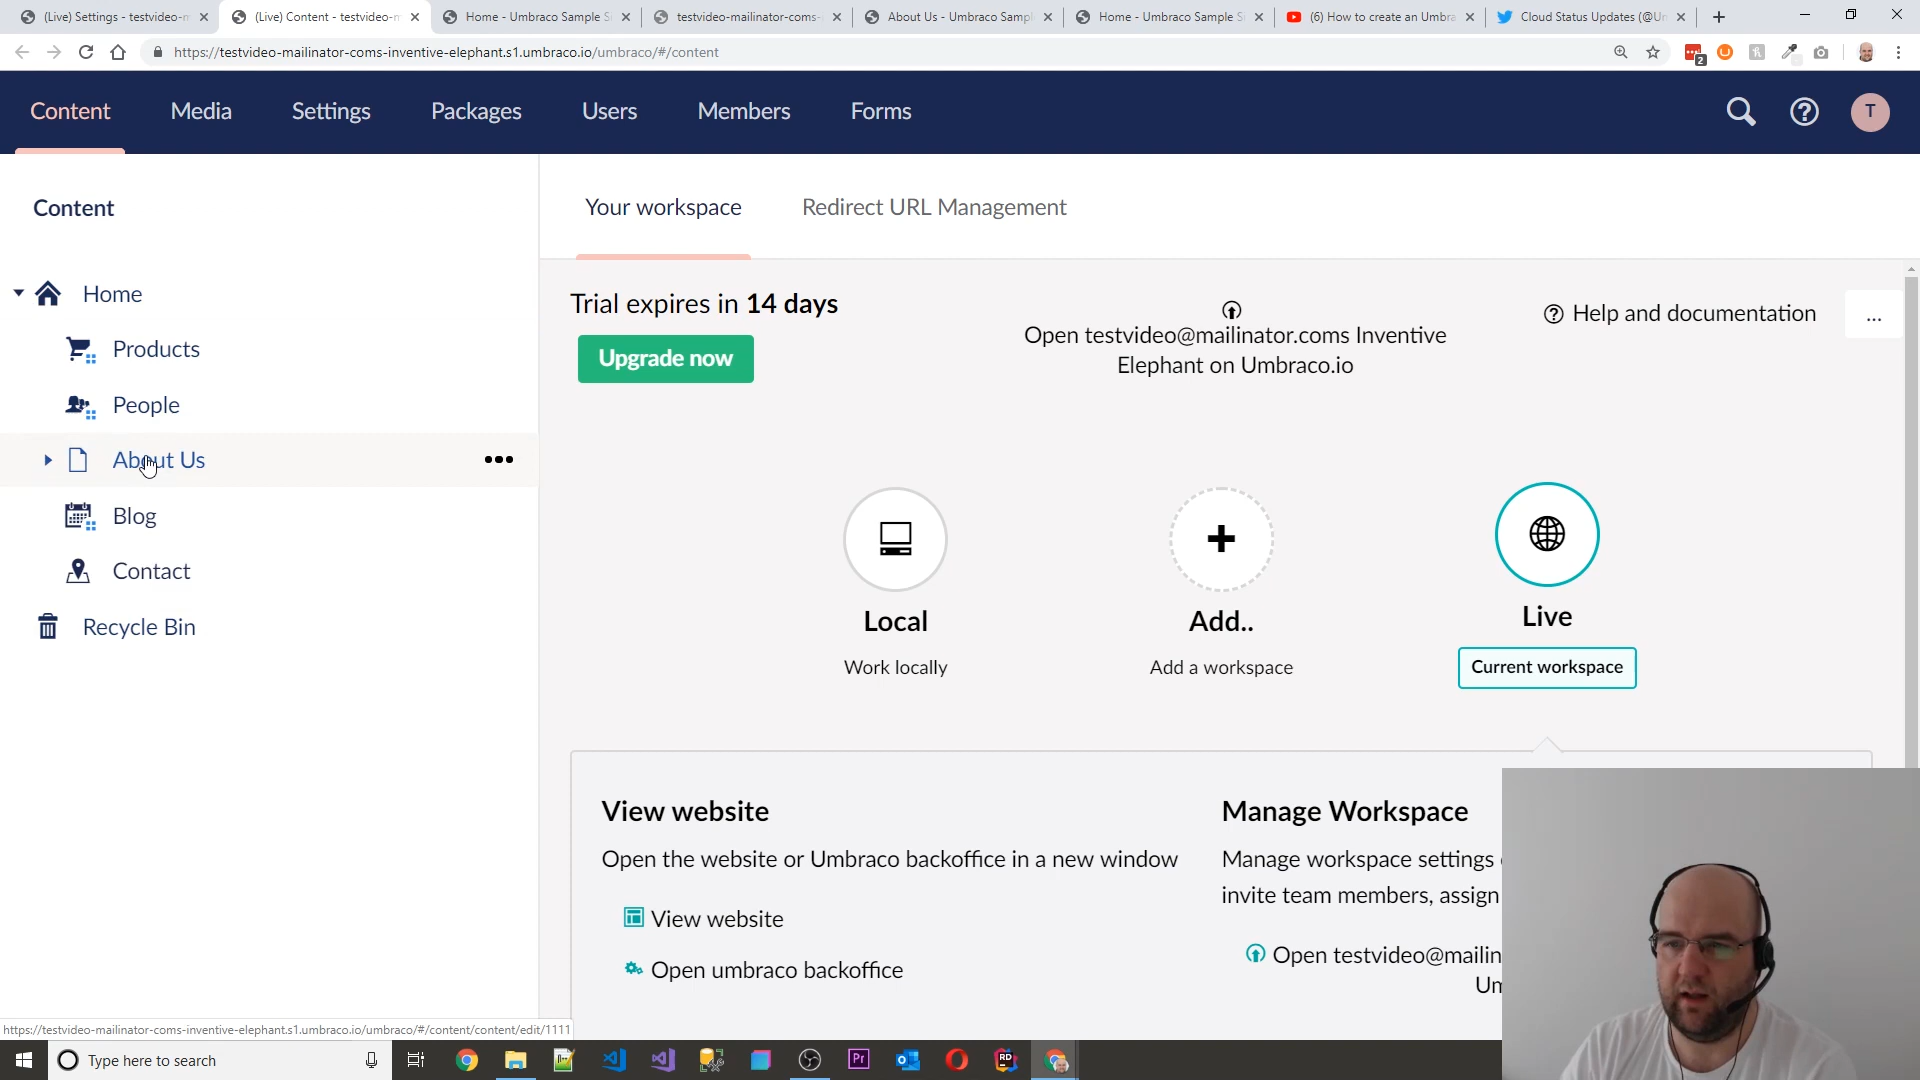 (Live) Settings - testvideo-m
(Live) Content - testvideo-m
Home - Umbraco Sample Si
testvideo-mailinator-coms-
About Us - Umbraco Sampl
Home - Umbraco Sample Si
(6) How to create an Umbra
Cloud Status Updates (@Um
https://testvideo-mailinator-coms-inventive-elephant.s1.umbraco.io/umbraco/#/content
2
Content
Media
Settings
Packages
Users
Members
Forms
T
Content
Your workspace
Redirect URL Management
Home
Products
People
About Us
Blog
Contact
Recycle Bin
Trial expires in 14 days
Upgrade now
Open testvideo@mailinator.coms Inventive
Elephant on Umbraco.io
Help and documentation
...
Local
Work locally
Add..
Add a workspace
Live
Current workspace
View website
Open the website or Umbraco backoffice in a new window
View website
Open umbraco backoffice
Manage Workspace
Manage workspace settings
invite team members, assign
Open testvideo@mailin
Um
https://testvideo-mailinator-coms-inventive-elephant.s1.umbraco.io/umbraco/#/content/content/edit/1111
Type here to search
Pr
RD